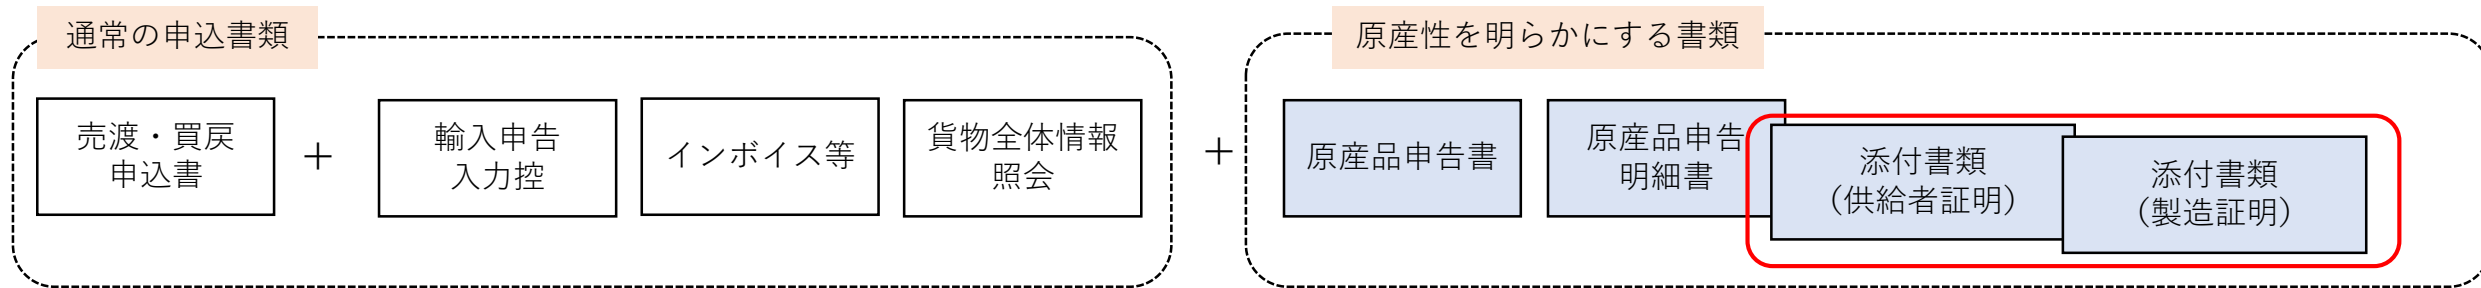 通常の申込書類
売渡・買戻
申込書
＋
輸入申告
入力控
インボイス等
貨物全体情報
照会
＋
原産性を明らかにする書類
原産品申告書
原産品申告
明細書
添付書類
（供給者証明）
添付書類
（製造証明）